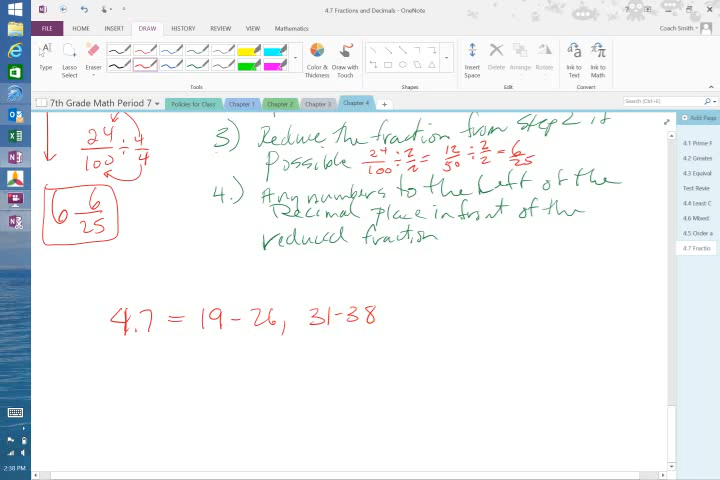 4.7 Fractions and Decimals - OneNote
FILE HOME INSERT DRAW HISTORY REVIEW VIEW Mathematics
Coach Smith
Type Lasso Select Eraser
Color & Thickness Draw with Touch
Insert Space Delete Arrange Rotate
Ink to Text Ink to Math
Tools Shapes Edit Convert
7th Grade Math Period 7 Policies for Class Chapter 1 Chapter 2 Chapter 3 Chapter 4 +
Search (Ctrl+E)
Add Page
4.1 Prime F
4.3 Equival
Test Revie
4.4 Least C
4.6 Mixed
4.5 Order a
4.7 Fractio
24/100 ÷ 4/4
6 6/25
3.) Reduce the fraction from step 2 if
possible 24/100 ÷ 2/2 = 12/50 ÷ 2/2 = 6/25
4.) Any numbers to the left of the
Decimal place in front of the
reduced fraction
4.7 = 19-26, 31-38
2:38 PM